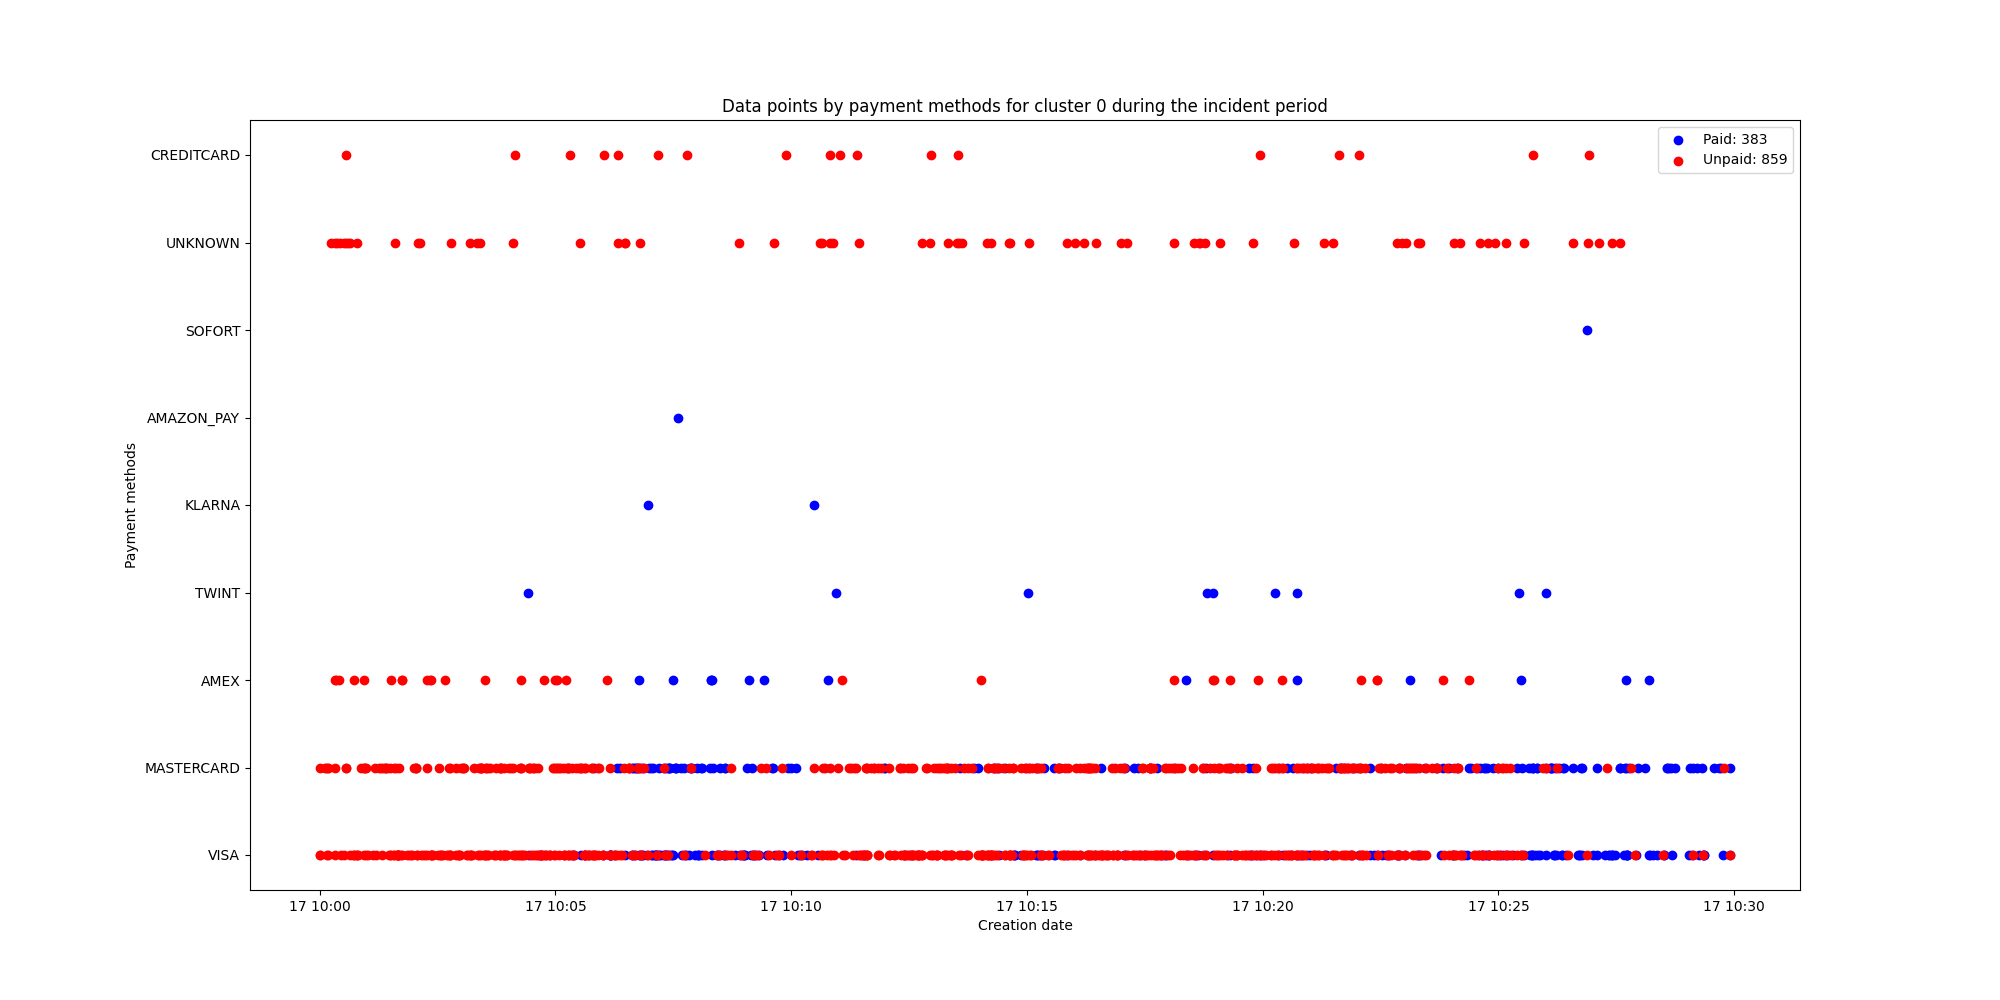 Data points by payment methods for cluster 0 during the incident period
Paid: 383
Unpaid: 859
CREDITCARD
UNKNOWN
SOFORT
AMAZON_PAY
KLARNA
TWINT
AMEX
MASTERCARD
VISA
Payment methods
17 10:00 17 10:05 17 10:10 17 10:15 17 10:20 17 10:25 17 10:30
Creation date